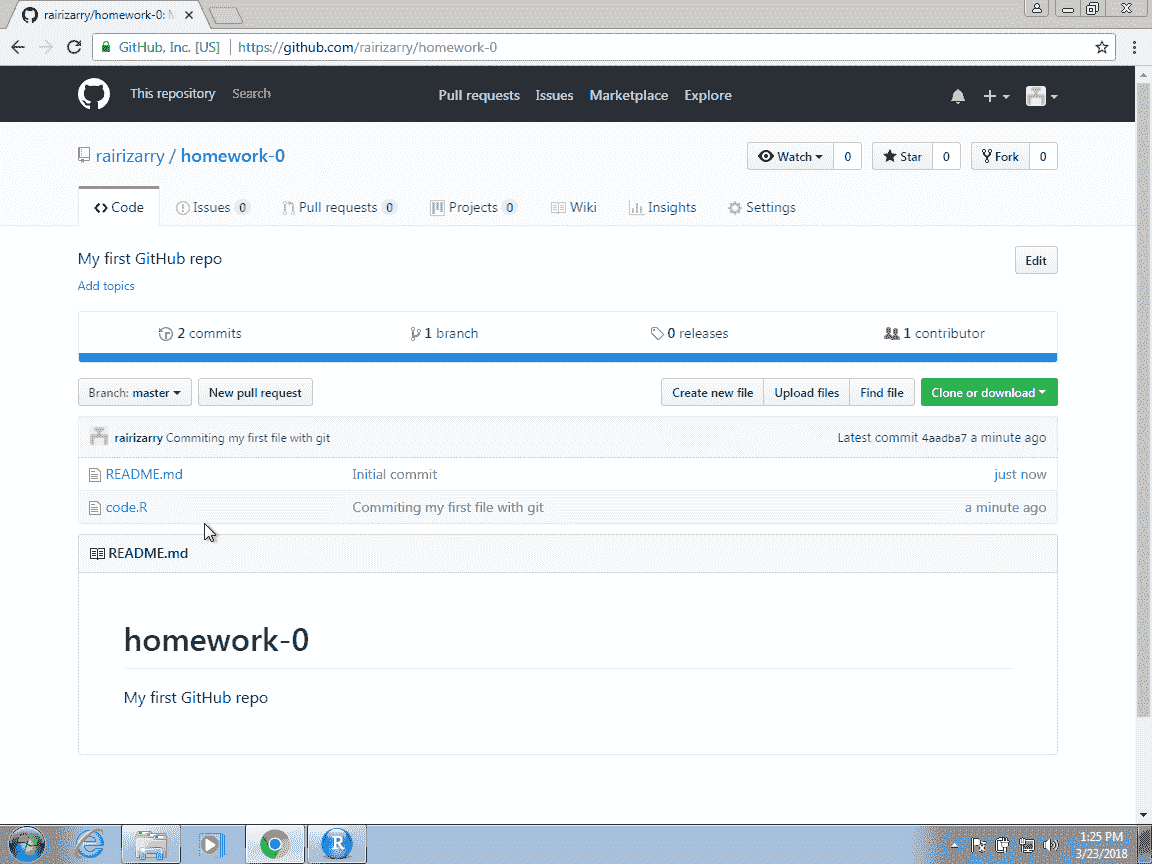 rairizarry/homework-0: M
GitHub, Inc. [US] https://github.com/rairizarry/homework-0
This repository Search Pull requests Issues Marketplace Explore
rairizarry / homework-0 Watch 0 Star 0 Fork 0
Code Issues 0 Pull requests 0 Projects 0 Wiki Insights Settings
My first GitHub repo Edit
Add topics
2 commits 1 branch 0 releases 1 contributor
Branch: master New pull request Create new file Upload files Find file Clone or download
rairizarry Commiting my first file with git Latest commit 4aadba7 a minute ago
README.md Initial commit just now
code.R Commiting my first file with git a minute ago
README.md
homework-0
My first GitHub repo
R 1:25 PM
3/23/2018